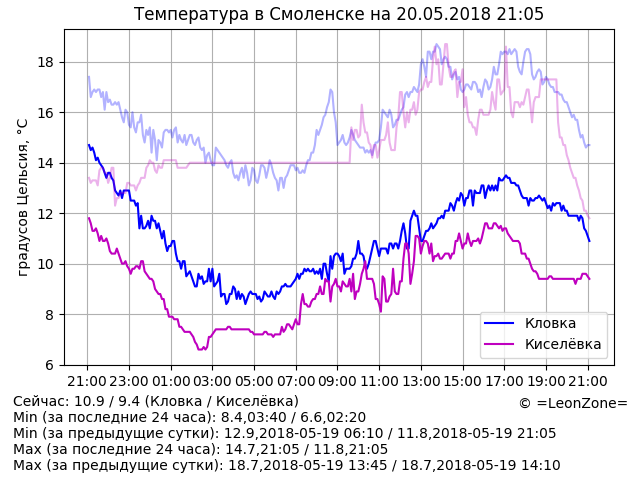 Температура в Смоленске на 20.05.2018 21:05
градусов Цельсия, °C
18
16
14
12
10
8
6
Кловка
Киселёвка
21:00 23:00 01:00 03:00 05:00 07:00 09:00 11:00 13:00 15:00 17:00 19:00 21:00
Сейчас: 10.9 / 9.4 (Кловка / Киселёвка)
© =LeonZone=
Min (за последние 24 часа): 8.4,03:40 / 6.6,02:20
Min (за предыдущие сутки): 12.9,2018-05-19 06:10 / 11.8,2018-05-19 21:05
Max (за последние 24 часа): 14.7,21:05 / 11.8,21:05
Max (за предыдущие сутки): 18.7,2018-05-19 13:45 / 18.7,2018-05-19 14:10